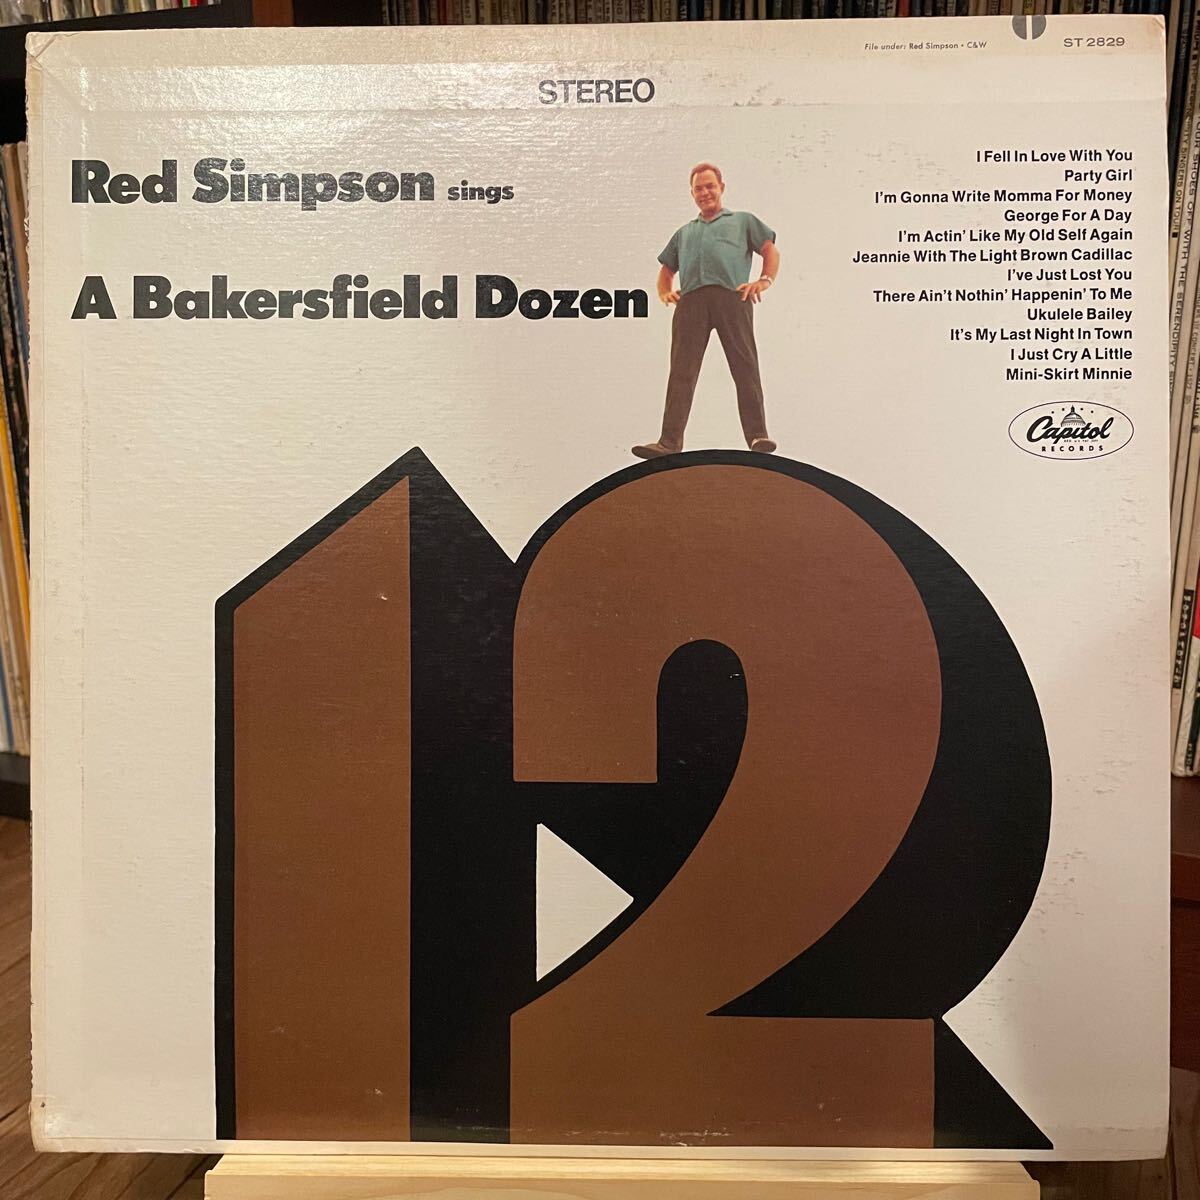 File under: Red Simpson • C&W
ST 2829
STEREO
Red Simpson sings
A Bakersfield Dozen
I Fell In Love With You
Party Girl
I'm Gonna Write Momma For Money
George For A Day
I'm Actin' Like My Old Self Again
Jeannie With The Light Brown Cadillac
I've Just Lost You
There Ain't Nothin' Happenin' To Me
Ukulele Bailey
It's My Last Night In Town
I Just Cry A Little
Mini-Skirt Minnie
Capitol
RECORDS
12